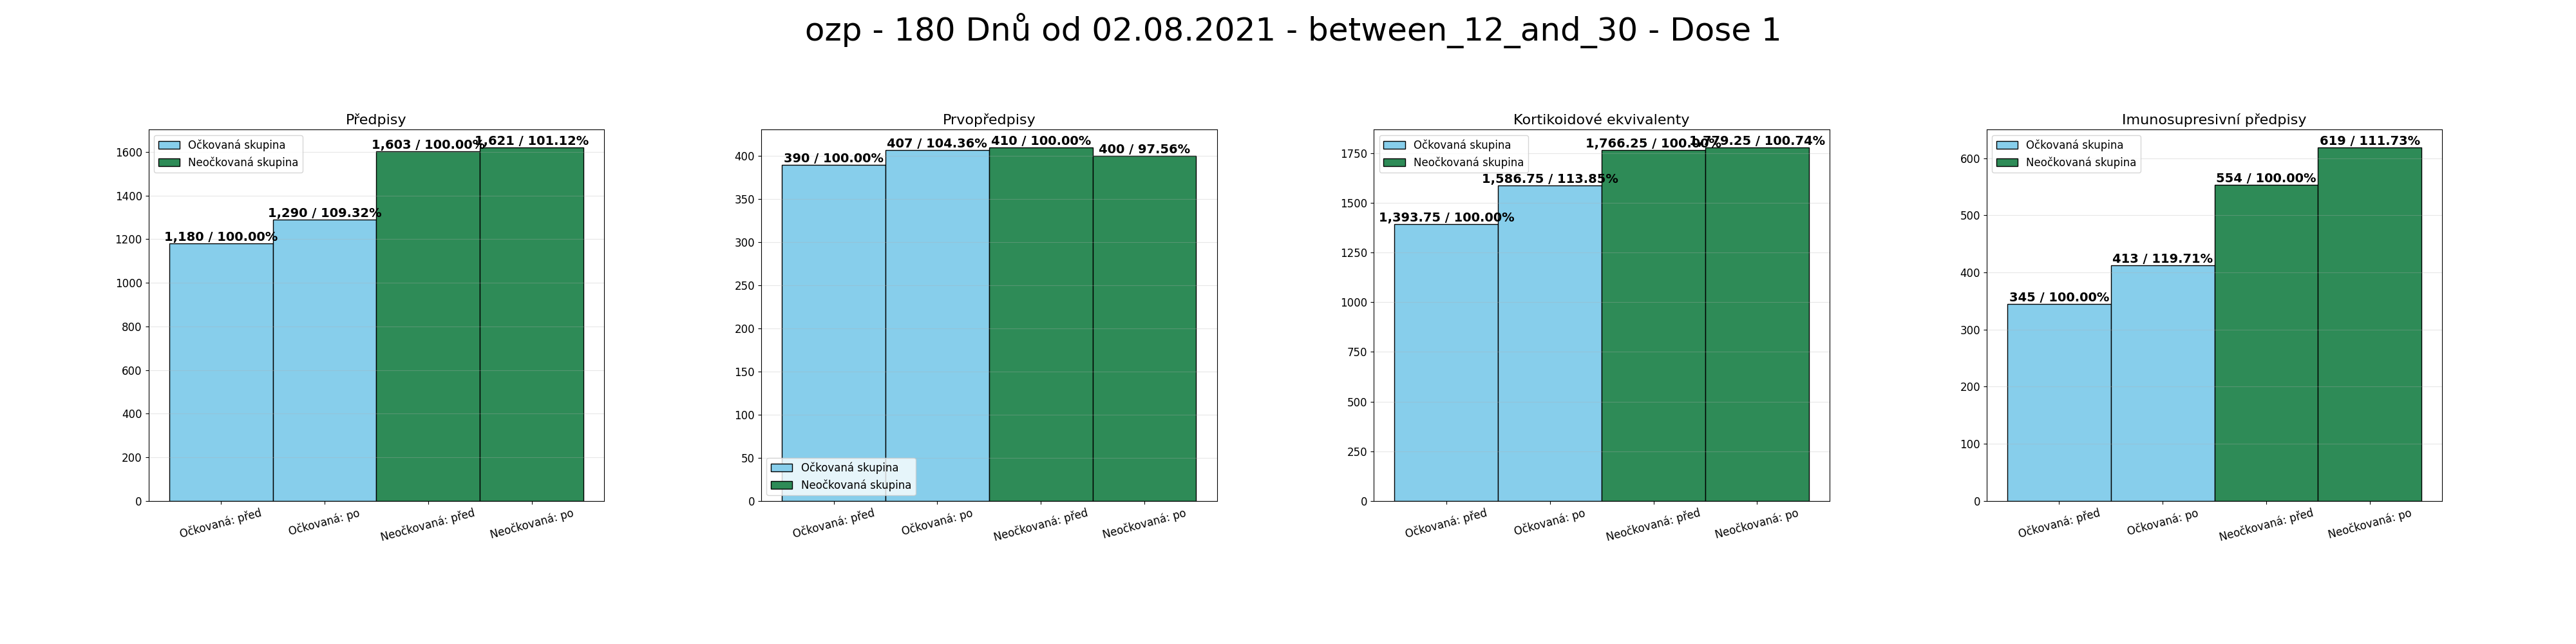 ozp - 180 Dnů od 02.08.2021 - between_12_and_30 - Dose 1
Předpisy
Očkovaná skupina
Neočkovaná skupina
1,180 / 100.00%
1,290 / 109.32%
1,603 / 100.00%
1,621 / 101.12%
1600
1400
1200
1000
800
600
400
200
0
Očkovaná: před
Očkovaná: po
Neočkovaná: před
Neočkovaná: po
Prvopředpisy
390 / 100.00%
407 / 104.36%
410 / 100.00%
400 / 97.56%
400
350
300
250
200
150
100
50
0
Očkovaná skupina
Neočkovaná skupina
Očkovaná: před
Očkovaná: po
Neočkovaná: před
Neočkovaná: po
Kortikoidové ekvivalenty
Očkovaná skupina
Neočkovaná skupina
1,393.75 / 100.00%
1,586.75 / 113.85%
1,766.25 / 100.00%
1,779.25 / 100.74%
1750
1500
1250
1000
750
500
250
0
Očkovaná: před
Očkovaná: po
Neočkovaná: před
Neočkovaná: po
Imunosupresivní předpisy
Očkovaná skupina
Neočkovaná skupina
345 / 100.00%
413 / 119.71%
554 / 100.00%
619 / 111.73%
600
500
400
300
200
100
0
Očkovaná: před
Očkovaná: po
Neočkovaná: před
Neočkovaná: po